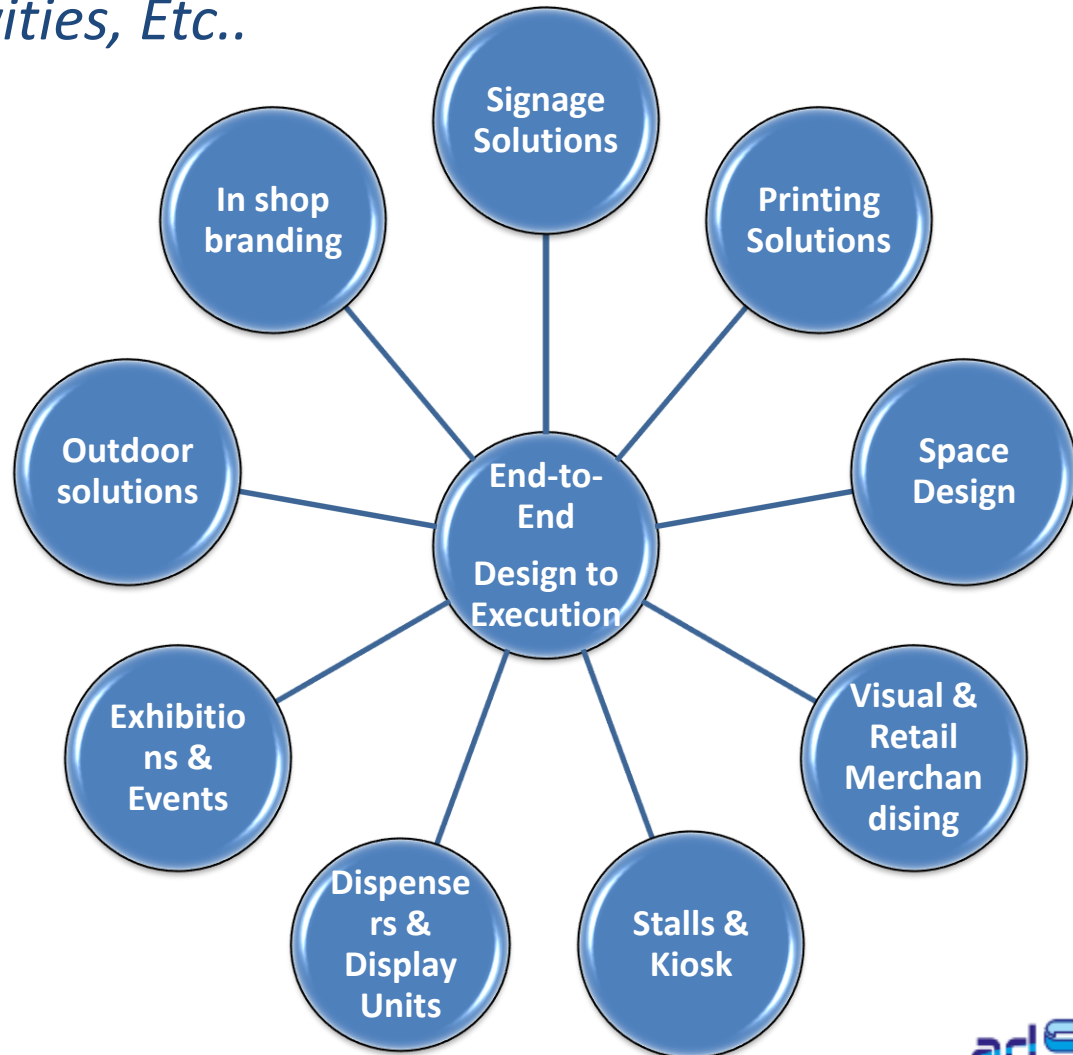 Etc..
Signage
Solutions
Printing
Solutions
Space
Design
Visual &
Retail
Merchan
dising
Stalls &
Kiosk
Dispense
rs &
Display
Units
Exhibitio
ns &
Events
Outdoor
solutions
In shop
branding
End-to-
End
Design to
Execution